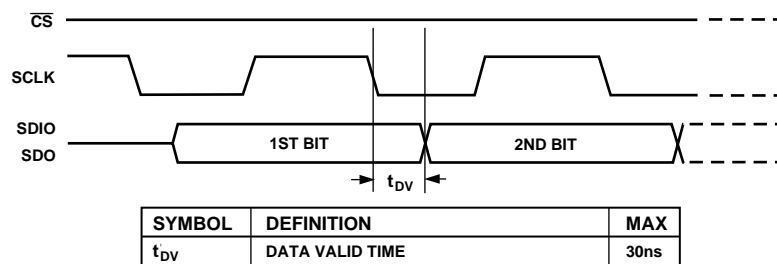 CS
SCLK
SDIO
SDO
1ST BIT
2ND BIT
tDV
SYMBOL DEFINITION MAX
tDV DATA VALID TIME 30ns